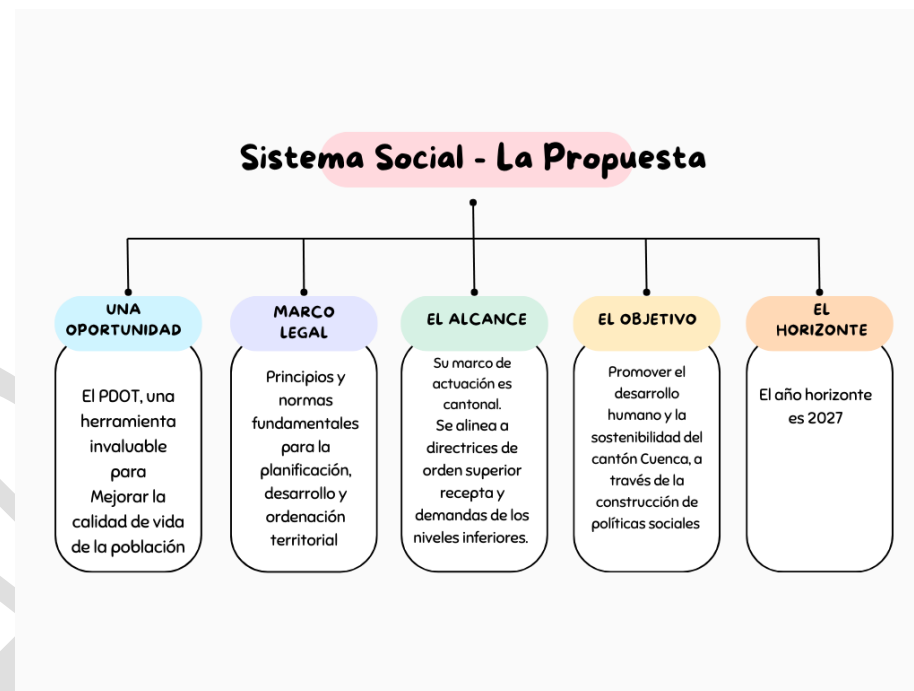 Sistema Social - La Propuesta
UNA
OPORTUNIDAD
El PDOT, una
herramienta
invaluable
para
Mejorar la
calidad de vida
de la población
MARCO
LEGAL
Principios y
normas
fundamentales
para la
planificación,
desarrollo y
ordenación
territorial
EL ALCANCE
Su marco de
actuación es
cantonal.
Se alinea a
directrices de
orden superior
recepta y
demandas de los
niveles inferiores.
EL OBJETIVO
Promover el
desarrollo
humano y la
sostenibilidad del
cantón Cuenca, a
través de la
construcción de
políticas sociales
EL
HORIZONTE
El año horizonte
es 2027